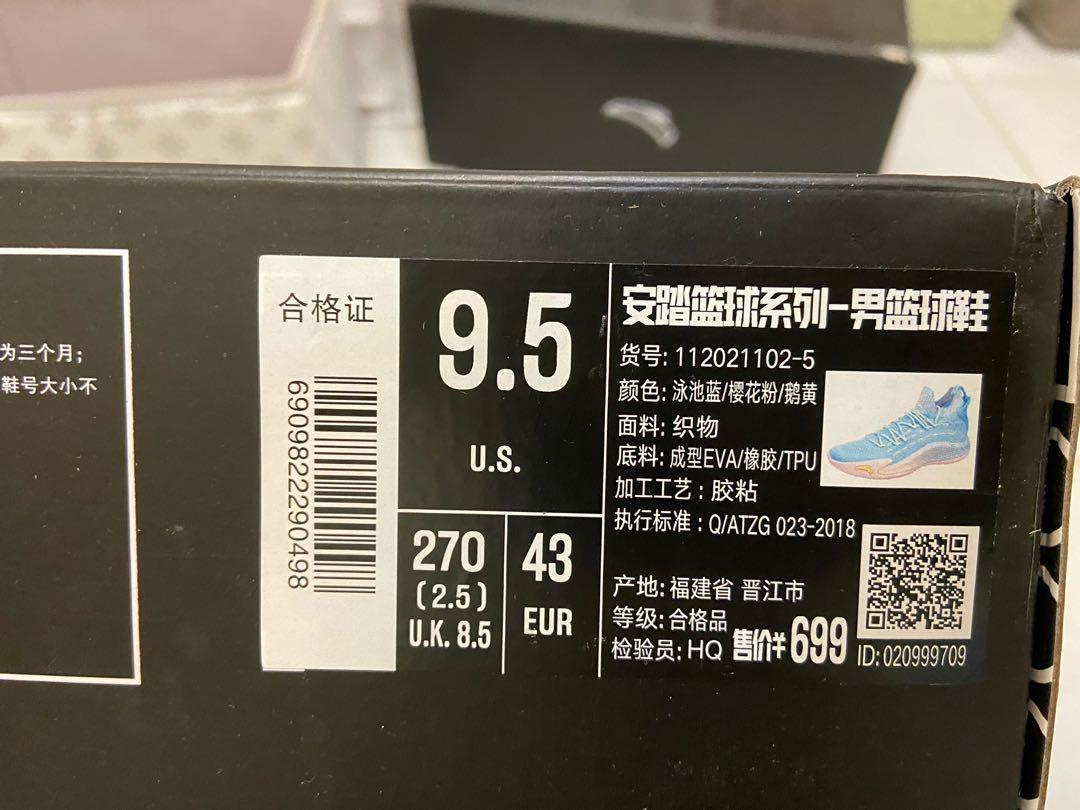 为三个月；
鞋号大小不
合格证
6909822290498
9.5
U.S.
270
(2.5)
U.K. 8.5
43
EUR
安踏篮球系列-男篮球鞋
货号: 112021102-5
颜色: 泳池蓝/樱花粉/鹅黄
面料: 织物
底料: 成型EVA/橡胶/TPU
加工工艺: 胶粘
执行标准: Q/ATZG 023-2018
产地: 福建省 晋江市
等级: 合格品
检验员: HQ 售价¥699
ID: 020999709